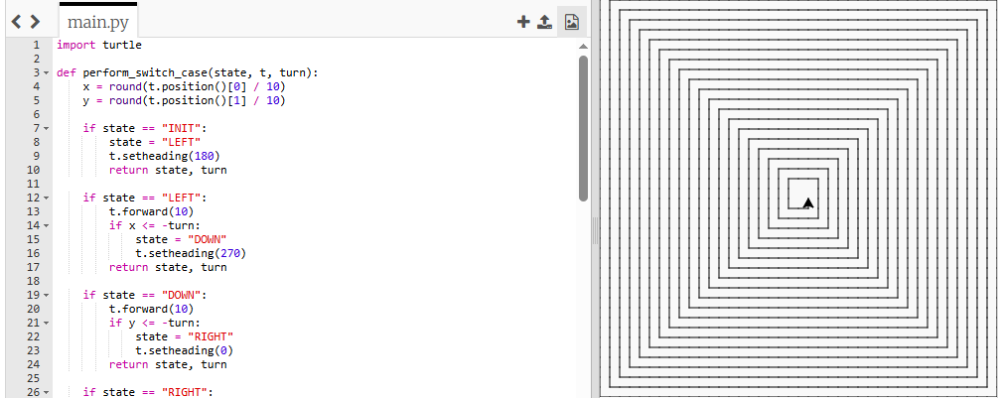 main.py
1 import turtle
2
3 def perform_switch_case(state, t, turn):
4     x = round(t.position()[0] / 10)
5     y = round(t.position()[1] / 10)
6
7     if state == "INIT":
8         state = "LEFT"
9         t.setheading(180)
10         return state, turn
11
12     if state == "LEFT":
13         t.forward(10)
14         if x <= -turn:
15             state = "DOWN"
16             t.setheading(270)
17         return state, turn
18
19     if state == "DOWN":
20         t.forward(10)
21         if y <= -turn:
22             state = "RIGHT"
23             t.setheading(0)
24         return state, turn
25
26     if state == "RIGHT":